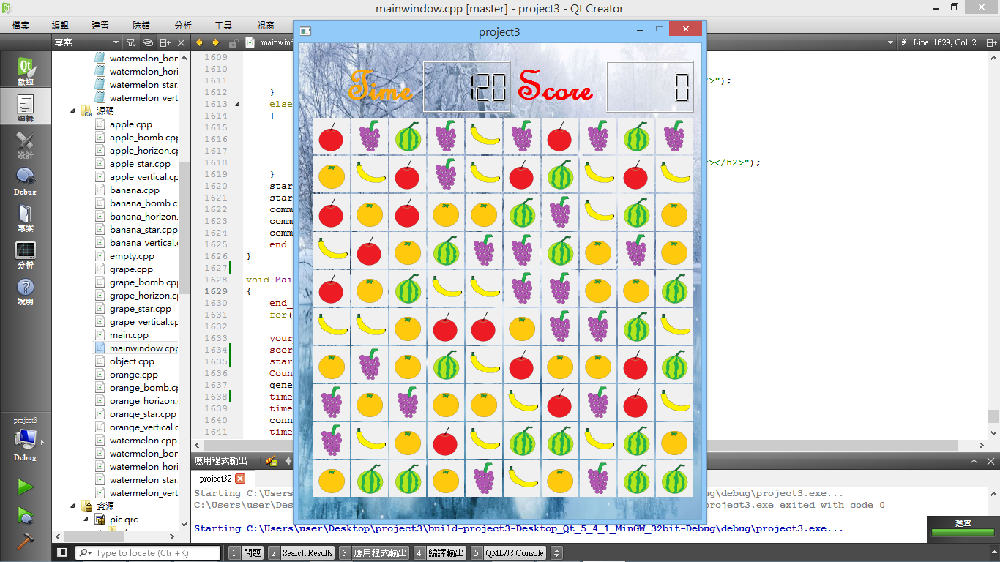 mainwindow.cpp [master] - project3 - Qt Creator
檔案 編輯 建置 除錯 分析 工具 視窗
專案
mainwind
# Line: 1629, Col: 2
project3
Time 120 Score 0
歡迎
編輯
設計
Debug
專案
分析
說明
project3
Debug
watermelon_bor
watermelon_hori
watermelon_star
watermelon_vert
源碼
apple.cpp
apple_bomb.cpp
apple_horizon.c
apple_star.cpp
apple_vertical.cp
banana.cpp
banana_bomb.c
banana_horizon.
banana_star.cpp
banana_vertical.c
empty.cpp
grape.cpp
grape_bomb.cpp
grape_horizon.cp
grape_star.cpp
grape_vertical.cp
main.cpp
mainwindow.cpp
object.cpp
orange.cpp
orange_bomb.cp
orange_horizon.c
orange_star.cpp
orange_vertical.c
watermelon.cpp
watermelon_bor
watermelon_hori
watermelon_star
watermelon_vert
資源
pic.qrc
1609
1610
1611 >");
1612 }
1613 else
1614 {
1615
1616
1617
1618 ></h2>");
1619 }
1620 star
1621 star
1622 comm
1623 comm
1624 comm
1625 end_
1626 }
1627
1628 void Mai
1629 {
1630 end_
1631 for(
1632
1633 your
1634 scor
1635 star
1636 Coun
1637 gene
1638 time
1639 time
1640 conn
1641 time
應用程式輸出
project32
Starting C:\Users ug\debug\project3.exe...
C:\Users\user\Des project3.exe exited with code 0
Starting C:\Users\user\Desktop\project3\build-project3-Desktop_Qt_5_4_1_MinGW_32bit-Debug\debug\project3.exe...
建置
Type to locate (Ctrl+K)
1 問題 2 Search Results 3 應用程式輸出 4 編譯輸出 5 QML/JS Console